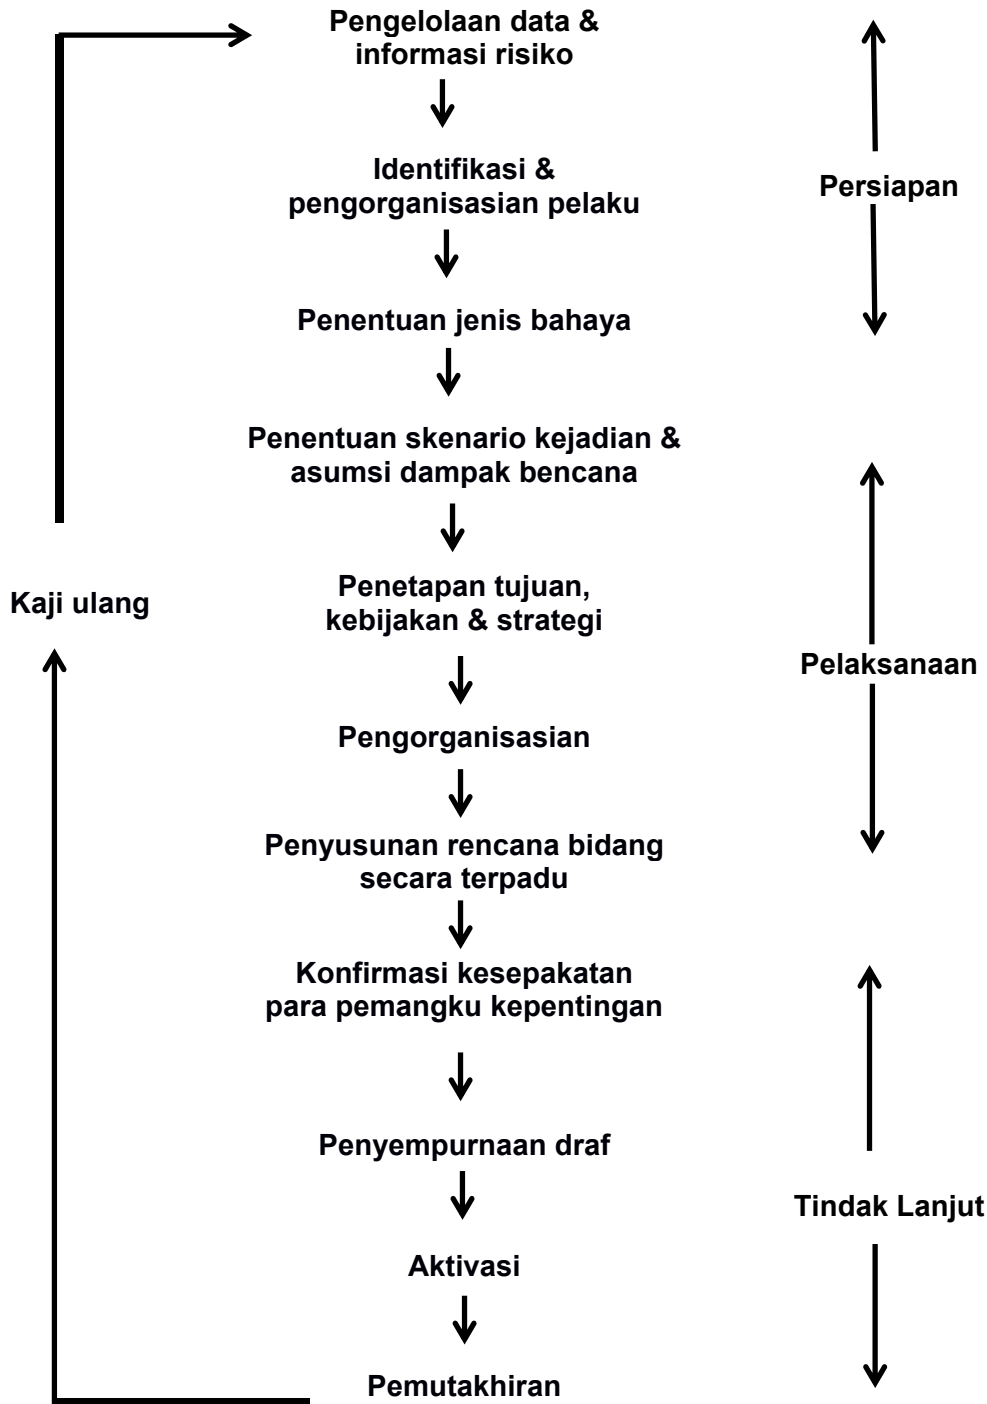 Pengelolaan data &
informasi risiko
Identifikasi &
pengorganisasian pelaku
Persiapan
Penentuan jenis bahaya
Penentuan skenario kejadian &
asumsi dampak bencana
Penetapan tujuan,
kebijakan & strategi
Kaji ulang
Pelaksanaan
Pengorganisasian
Penyusunan rencana bidang
secara terpadu
Konfirmasi kesepakatan
para pemangku kepentingan
Penyempurnaan draf
Tindak Lanjut
Aktivasi
Pemutakhiran